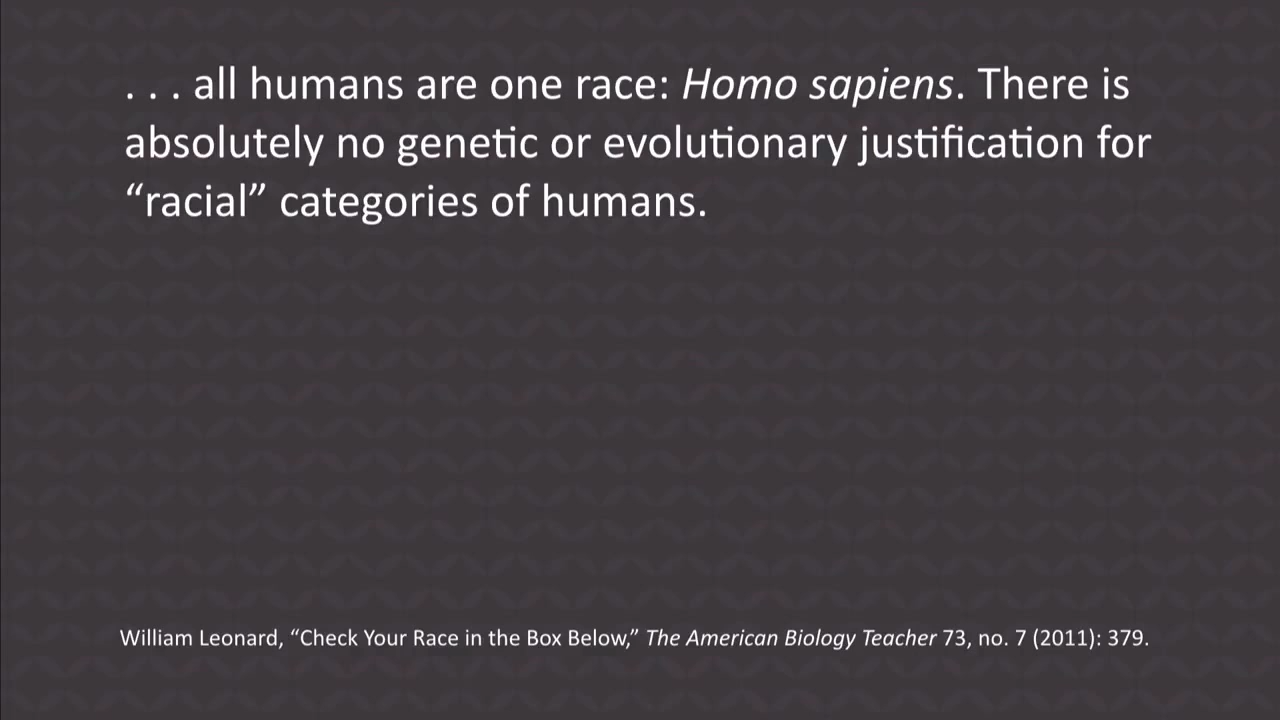 . . . all humans are one race: Homo sapiens. There is
absolutely no genetic or evolutionary justification for
“racial” categories of humans.
William Leonard, “Check Your Race in the Box Below,” The American Biology Teacher 73, no. 7 (2011): 379.